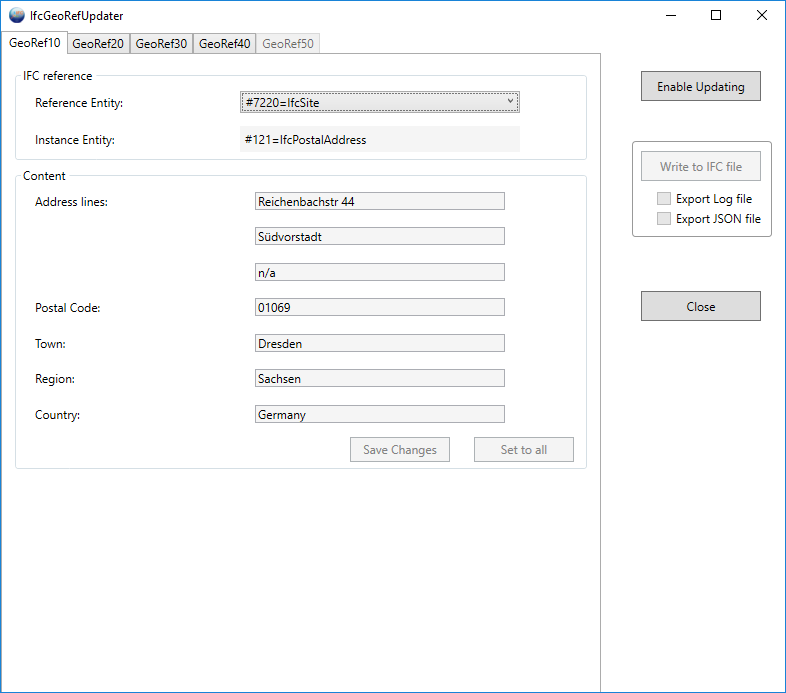 IfcGeoRefUpdater
GeoRef10 GeoRef20 GeoRef30 GeoRef40 GeoRef50
IFC reference
Reference Entity: #7220=IfcSite
Instance Entity: #121=IfcPostalAddress
Content
Address lines: Reichenbachstr 44
Südvorstadt
n/a
Postal Code: 01069
Town: Dresden
Region: Sachsen
Country: Germany
Save Changes Set to all
Enable Updating
Write to IFC file
Export Log file
Export JSON file
Close